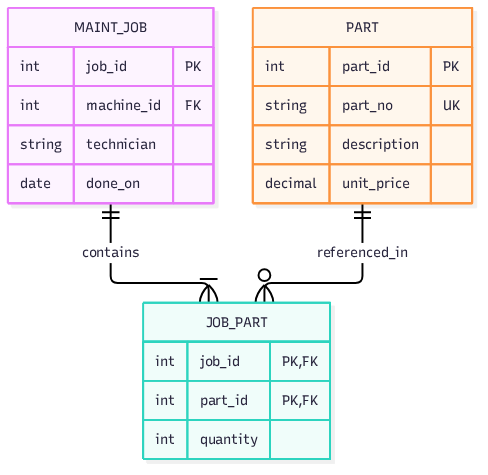 MAINT_JOB
int job_id PK
int machine_id FK
string technician
date done_on
PART
int part_id PK
string part_no UK
string description
decimal unit_price
contains
referenced_in
JOB_PART
int job_id PK,FK
int part_id PK,FK
int quantity